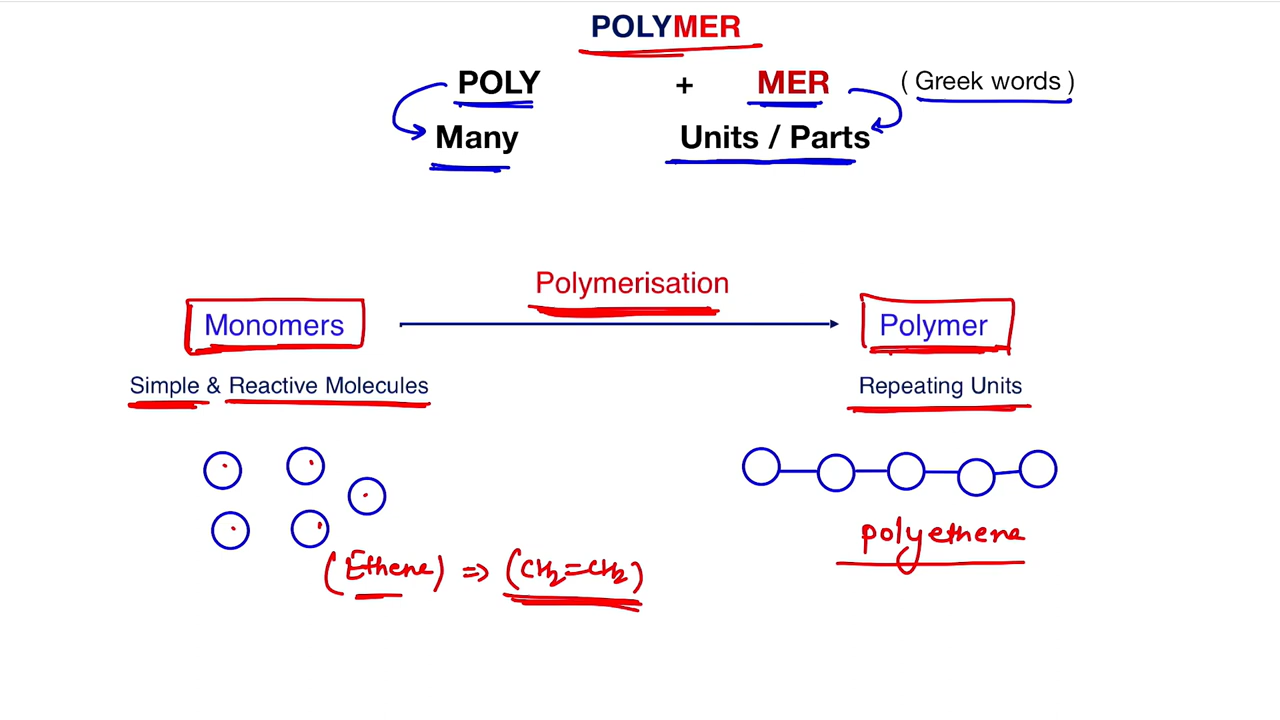 POLYMER
POLY + MER ( Greek words )
Many Units / Parts
Polymerisation
Monomers Polymer
Simple & Reactive Molecules Repeating Units
polyethene
(Ethene) ⇒ (CH₂=CH₂)